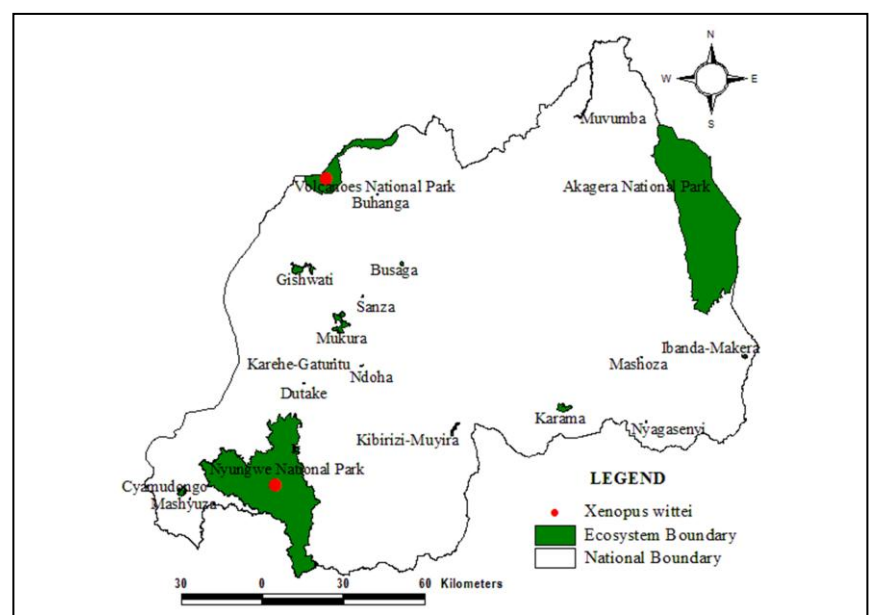 N
W E
S
Muvumba
Volcanoes National Park
Akagera National Park
Buhanga
Gishwati
Busaga
Sanza
Mukura
Ibanda-Makera
Karehe-Gaturitu
Mashoza
Ndoha
Dutake
Karama
Nyagasenyi
Kibirizi-Muyira
Nyungwe National Park
Cyamudongo
Mashyuza
LEGEND
Xenopus wittei
Ecosystem Boundary
National Boundary
30 0 30 60 Kilometers